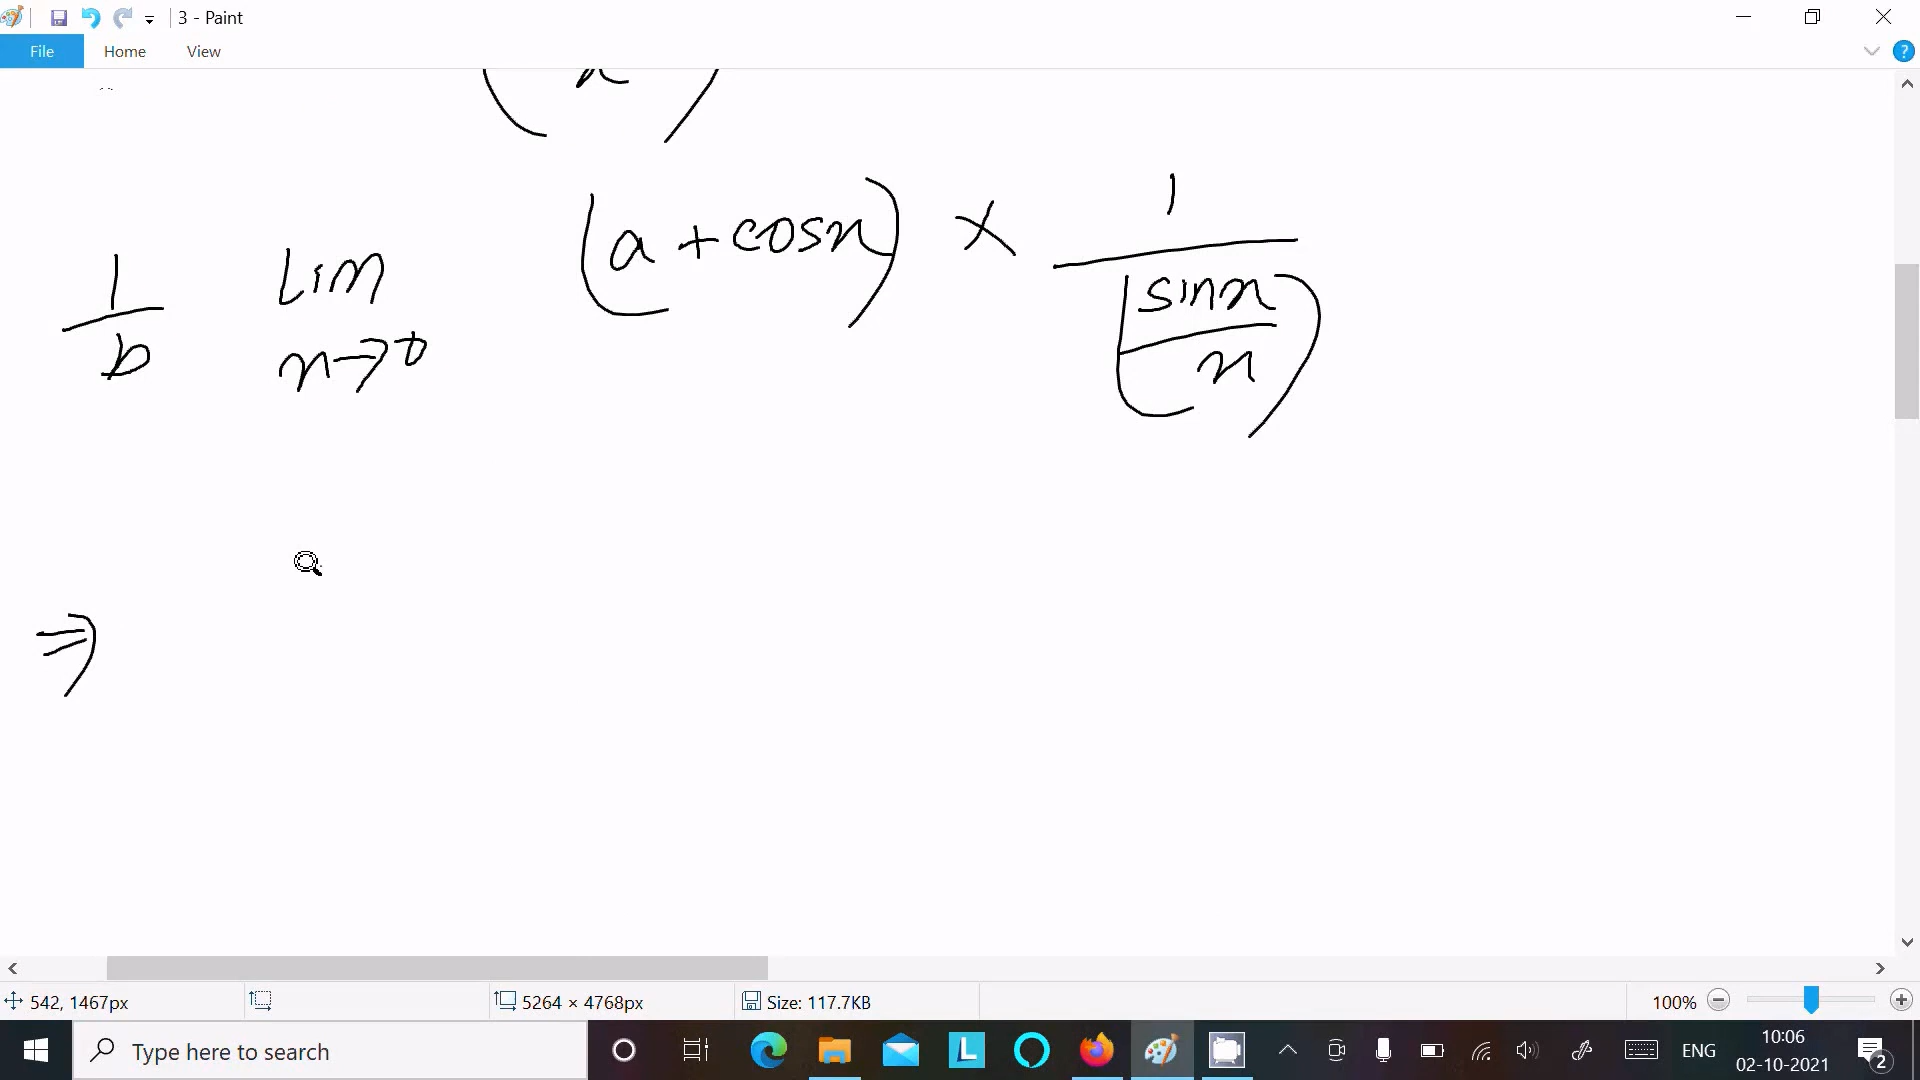 3 - Paint
File Home View
( x )
1/b Lim x→0 (a + cosx) × 1/(sinx/x)
⇒
542, 1467px 5264 × 4768px Size: 117.7KB 100%
Type here to search L ENG 10:06
02-10-2021 2